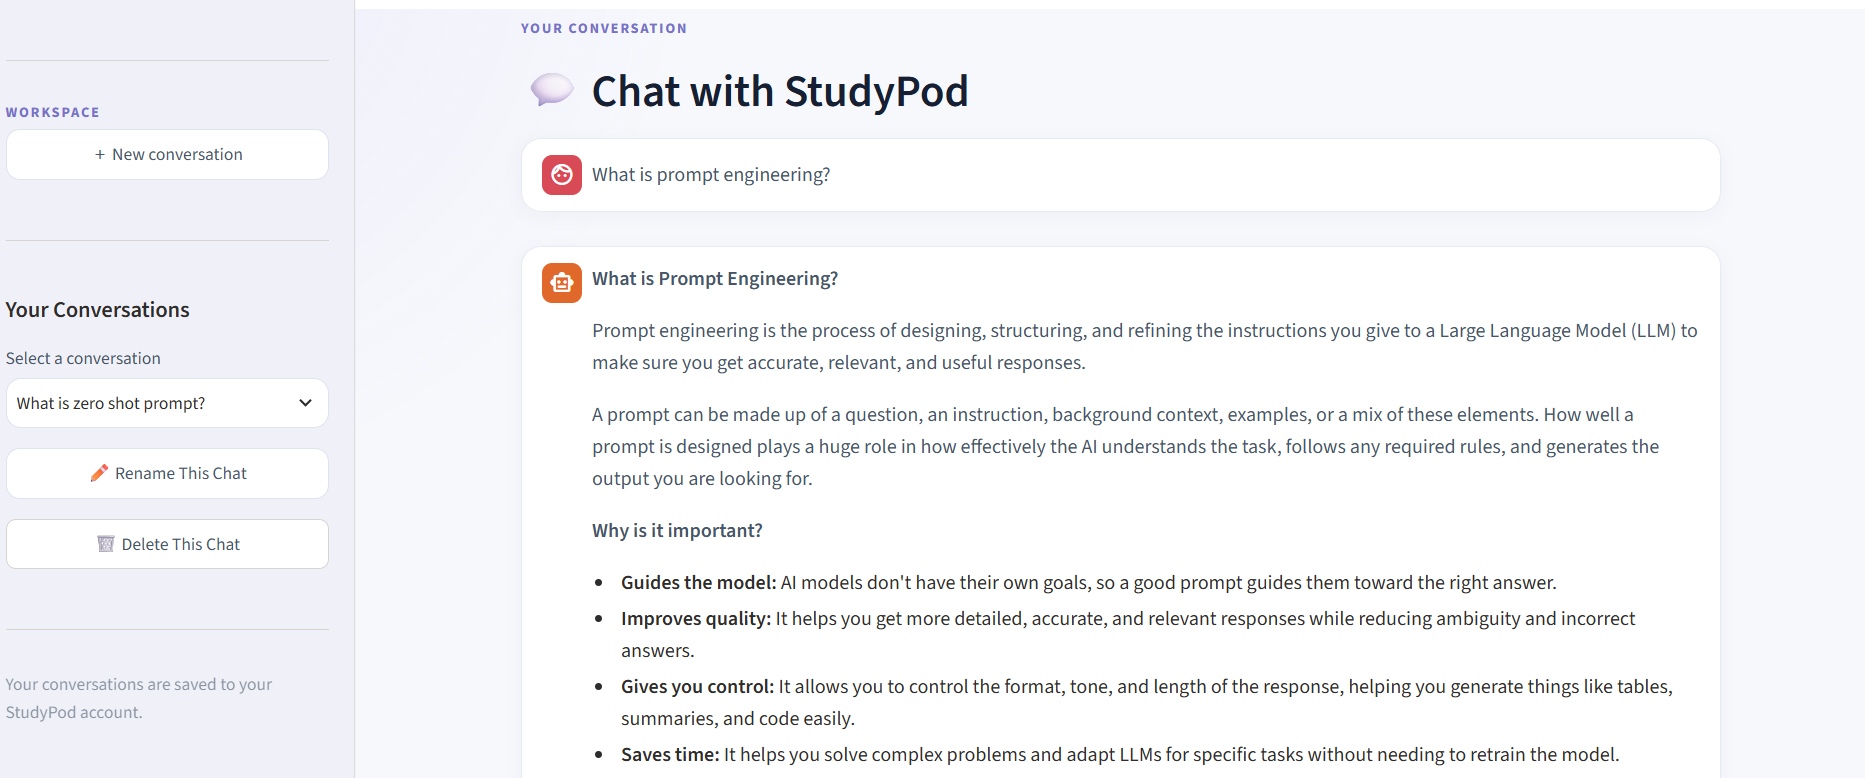 WORKSPACE
+ New conversation
Your Conversations
Select a conversation
What is zero shot prompt?
Rename This Chat
Delete This Chat
Your conversations are saved to your
StudyPod account.
YOUR CONVERSATION
Chat with StudyPod
What is prompt engineering?
What is Prompt Engineering?
Prompt engineering is the process of designing, structuring, and refining the instructions you give to a Large Language Model (LLM) to
make sure you get accurate, relevant, and useful responses.
A prompt can be made up of a question, an instruction, background context, examples, or a mix of these elements. How well a
prompt is designed plays a huge role in how effectively the AI understands the task, follows any required rules, and generates the
output you are looking for.
Why is it important?
• Guides the model: AI models don't have their own goals, so a good prompt guides them toward the right answer.
• Improves quality: It helps you get more detailed, accurate, and relevant responses while reducing ambiguity and incorrect
answers.
• Gives you control: It allows you to control the format, tone, and length of the response, helping you generate things like tables,
summaries, and code easily.
• Saves time: It helps you solve complex problems and adapt LLMs for specific tasks without needing to retrain the model.